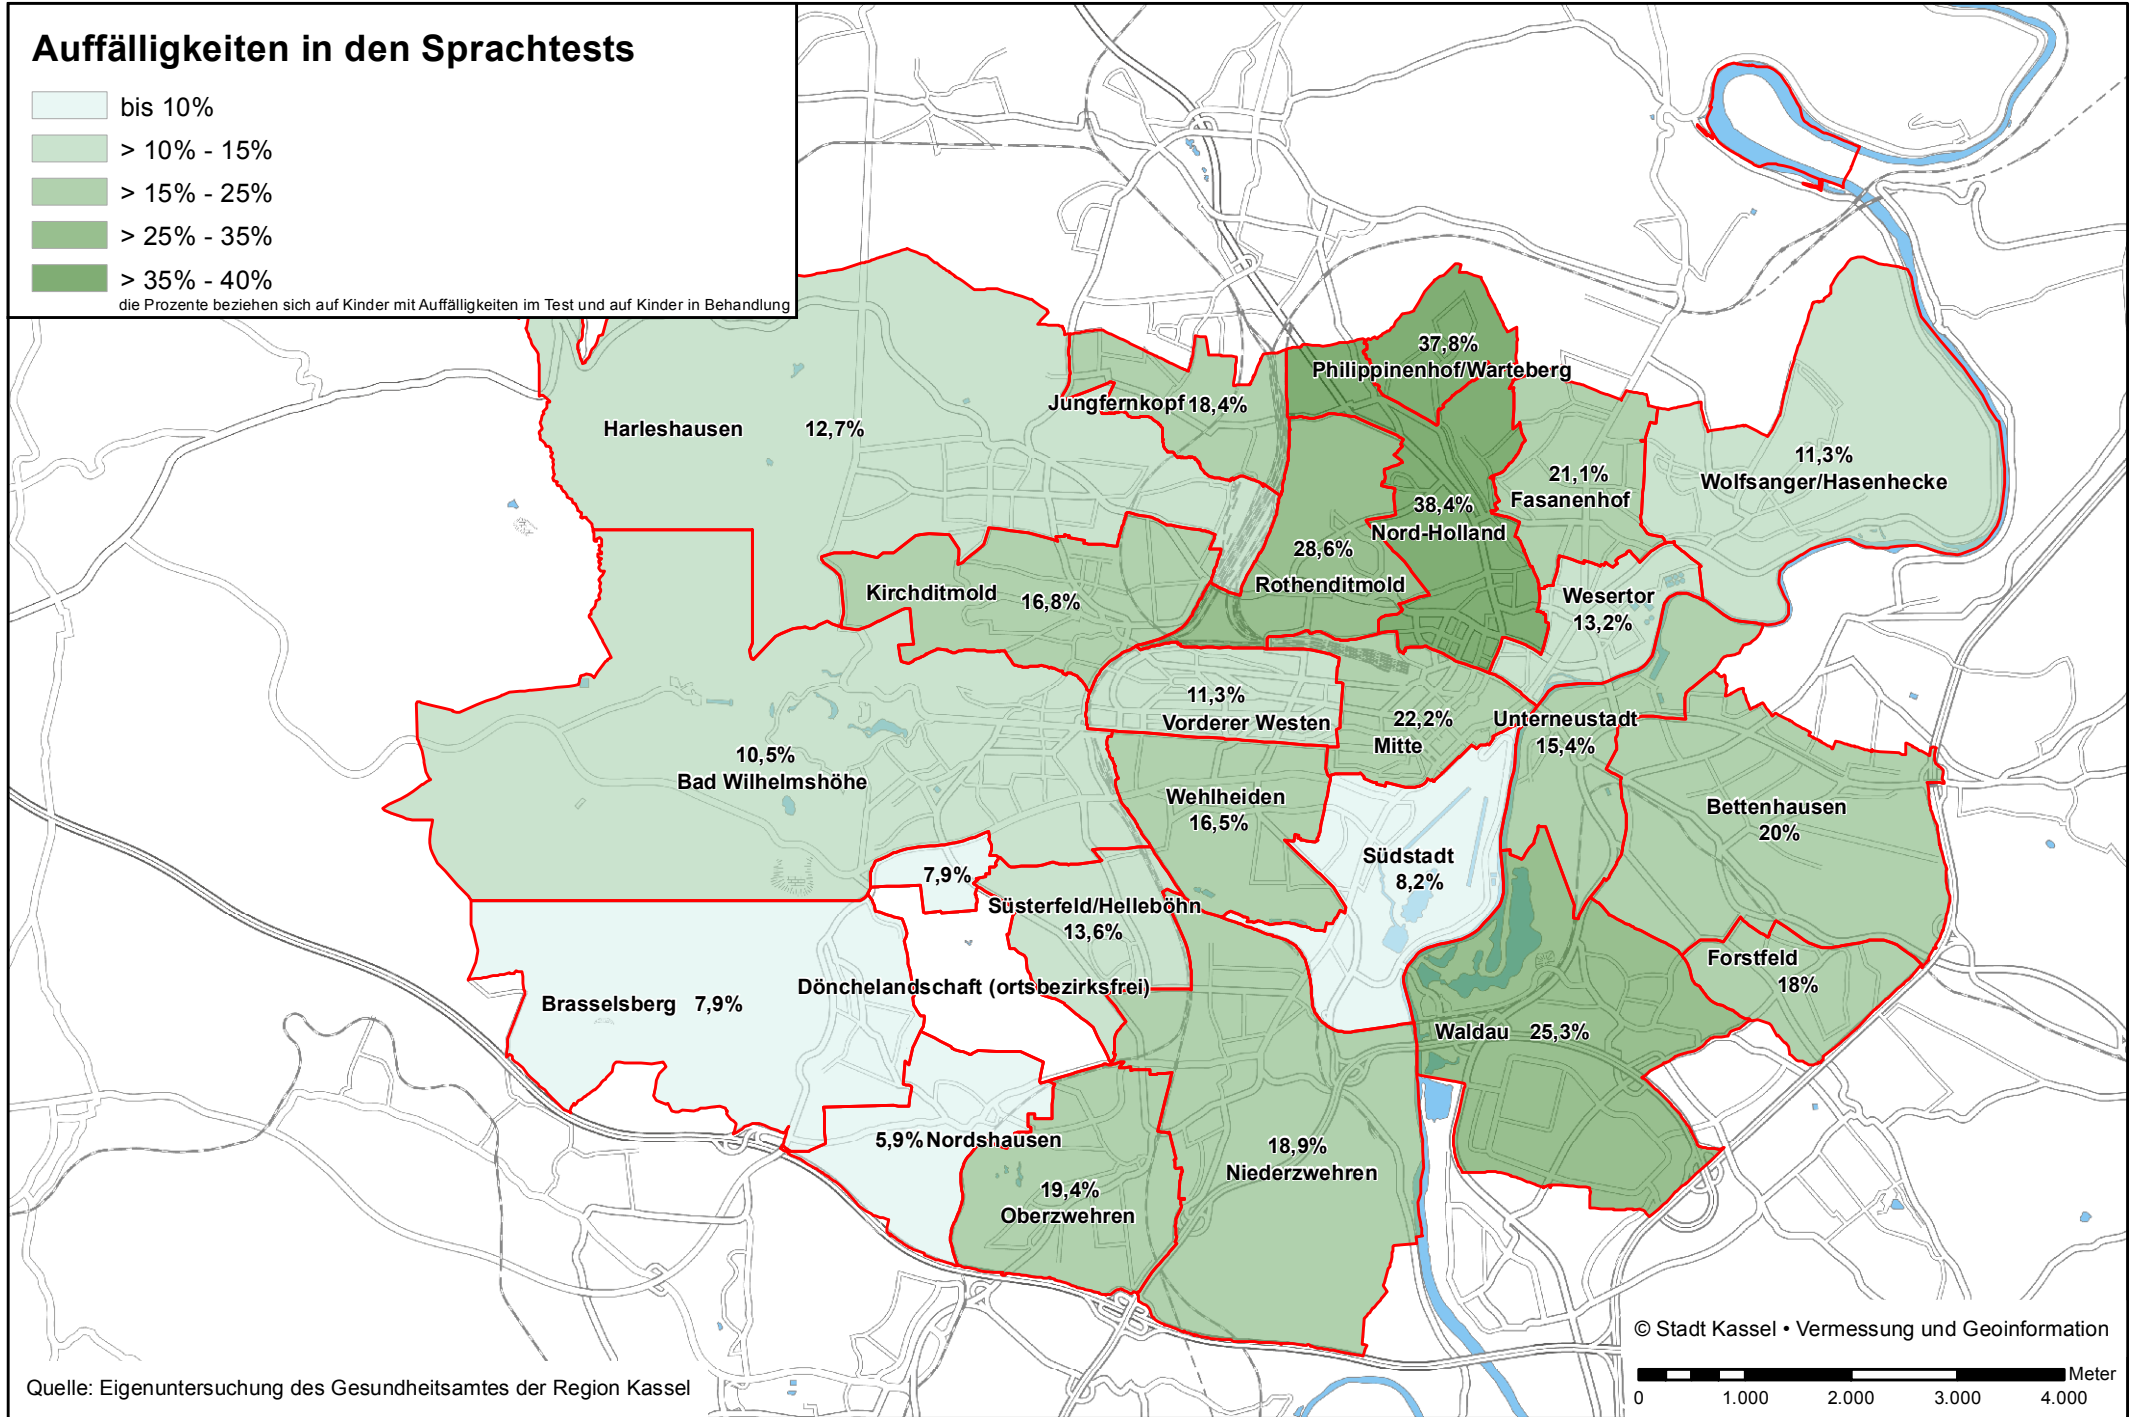 Auffälligkeiten in den Sprachtests
bis 10%
> 10% - 15%
> 15% - 25%
> 25% - 35%
> 35% - 40%
die Prozente beziehen sich auf Kinder mit Auffälligkeiten im Test und auf Kinder in Behandlung
37,8%
Philippinenhof/Warteberg
Jungfernkopf 18,4%
Harleshausen 12,7%
11,3%
Wolfsanger/Hasenhecke
21,1%
Fasanenhof
38,4%
Nord-Holland
28,6%
Rothenditmold
Kirchditmold 16,8%
Wesertor
13,2%
11,3%
Vorderer Westen
22,2%
Mitte
Unterneustadt
15,4%
10,5%
Bad Wilhelmshöhe
Wehlheiden
16,5%
Bettenhausen
20%
Südstadt
8,2%
7,9%
Süsterfeld/Helleböhn
13,6%
Forstfeld
18%
Dönchelandschaft (ortsbezirksfrei)
Brasselsberg 7,9%
Waldau 25,3%
5,9% Nordshausen
18,9%
Niederzwehren
19,4%
Oberzwehren
© Stadt Kassel • Vermessung und Geoinformation
Meter
0 1.000 2.000 3.000 4.000
Quelle: Eigenuntersuchung des Gesundheitsamtes der Region Kassel